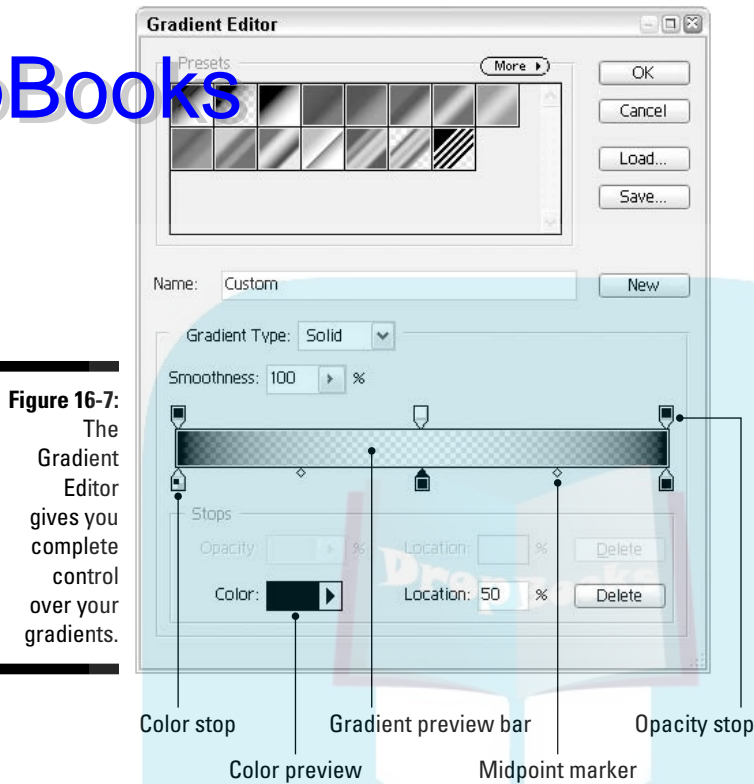 Gradient Editor
Presets
More
OK
Cancel
Load...
Save...
pBooks
Name: Custom
New
Gradient Type: Solid
Smoothness: 100 %
Figure 16-7:
The
Gradient
Editor
gives you
complete
control
over your
gradients.
Stops
Opacity: % Location: % Delete
DropBooks
Color: Location: 50 % Delete
Color stop
Gradient preview bar
Opacity stop
Color preview
Midpoint marker